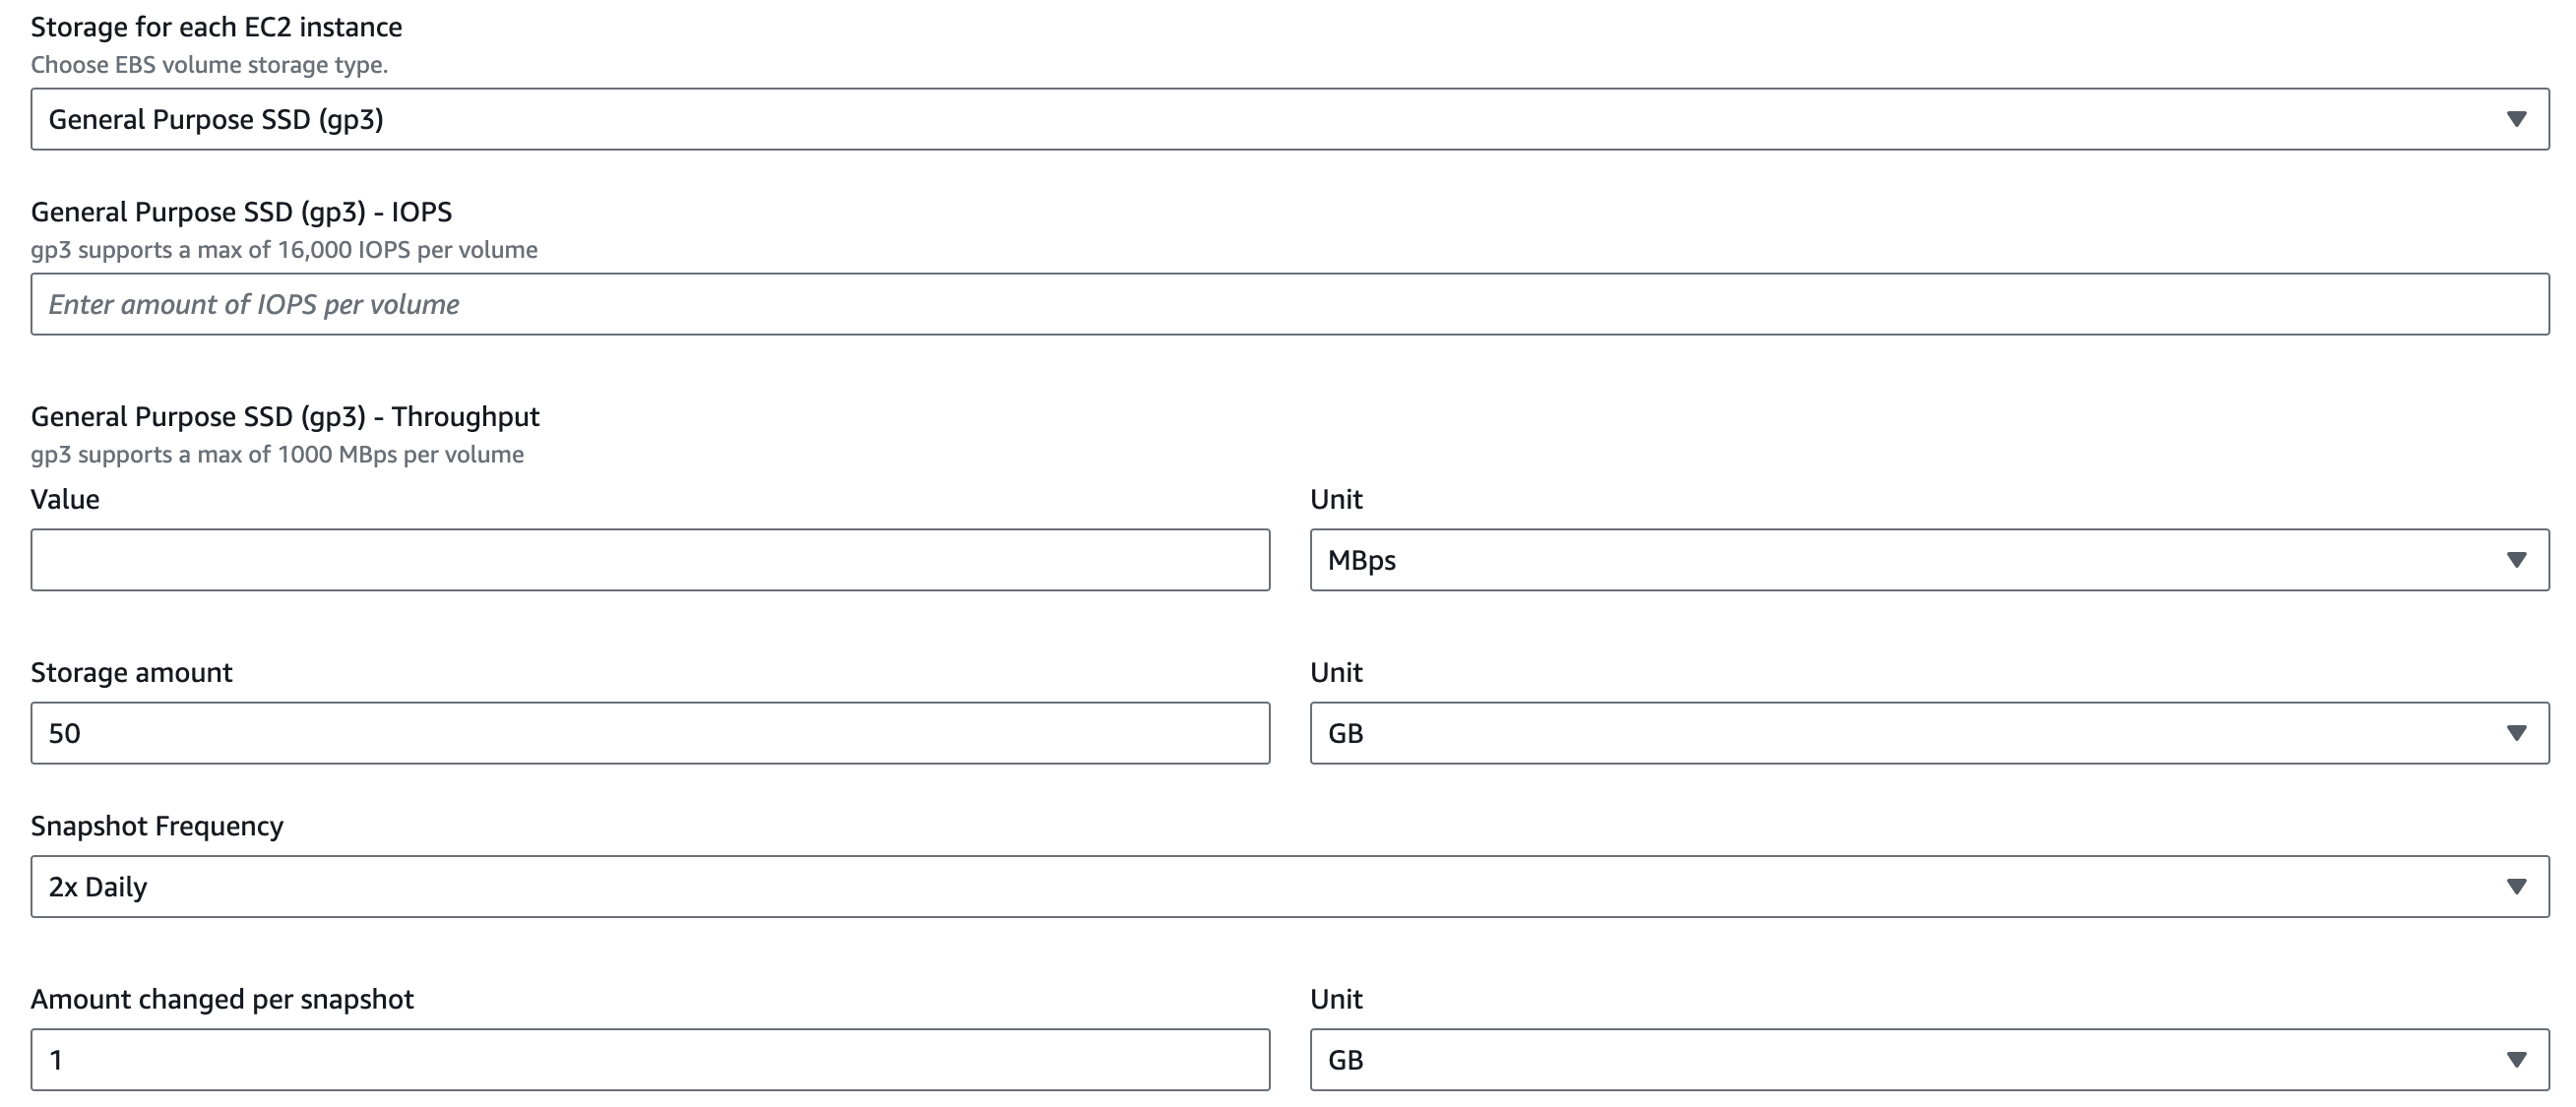 Storage for each EC2 instance
Choose EBS volume storage type.
General Purpose SSD (gp3)
General Purpose SSD (gp3) - IOPS
gp3 supports a max of 16,000 IOPS per volume
Enter amount of IOPS per volume
General Purpose SSD (gp3) - Throughput
gp3 supports a max of 1000 MBps per volume
Value
Unit
MBps
Storage amount
Unit
50
GB
Snapshot Frequency
2x Daily
Amount changed per snapshot
Unit
1
GB